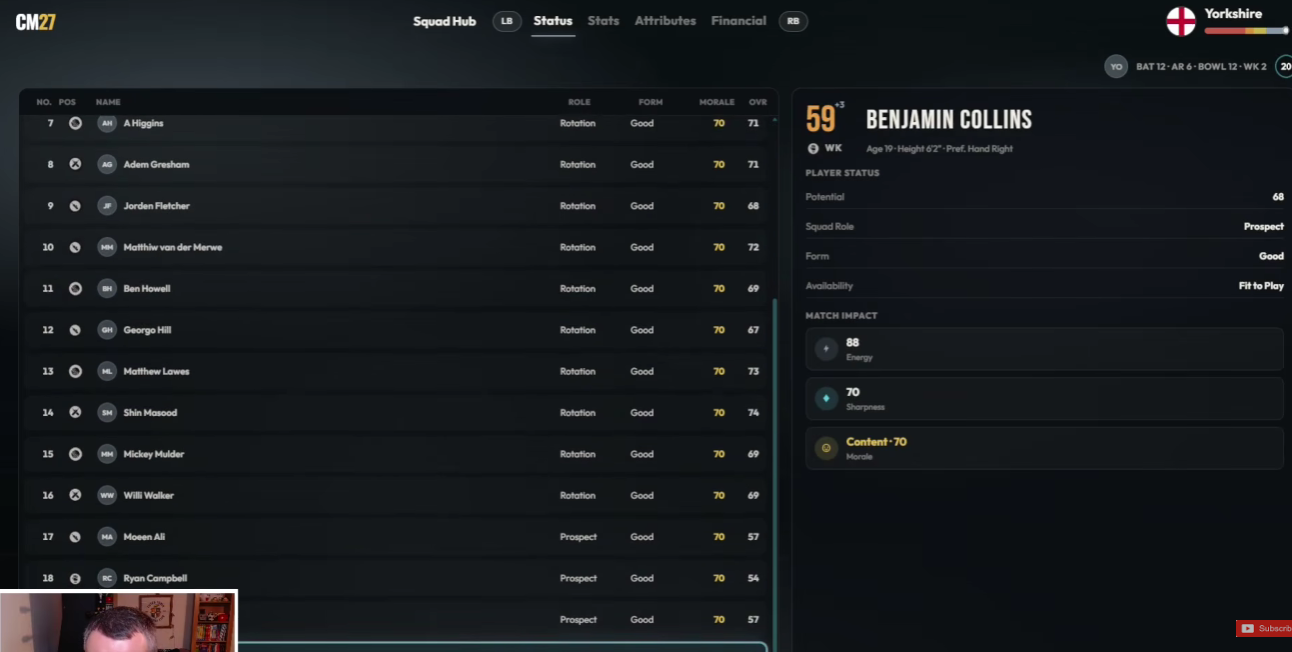 CM27
Squad Hub LB Status Stats Attributes Financial RB
Yorkshire
YO BAT 12 · AR 6 · BOWL 12 · WK 2 20
NO. POS NAME ROLE FORM MORALE OVR
7 AH A Higgins Rotation Good 70 71
8 AG Adem Gresham Rotation Good 70 71
9 JF Jorden Fletcher Rotation Good 70 68
10 MM Matthiw van der Merwe Rotation Good 70 72
11 BH Ben Howell Rotation Good 70 69
12 GH Georgo Hill Rotation Good 70 67
13 ML Matthew Lawes Rotation Good 70 73
14 SM Shin Masood Rotation Good 70 74
15 MM Mickey Mulder Rotation Good 70 69
16 WW Willi Walker Rotation Good 70 69
17 MA Moeen Ali Prospect Good 70 57
18 RC Ryan Campbell Prospect Good 70 54
Prospect Good 70 57
59 +3 BENJAMIN COLLINS
WK Age 19 · Height 6'2" · Pref. Hand Right
PLAYER STATUS
Potential 68
Squad Role Prospect
Form Good
Availability Fit to Play
MATCH IMPACT
88
Energy
70
Sharpness
Content · 70
Morale
Subscrib